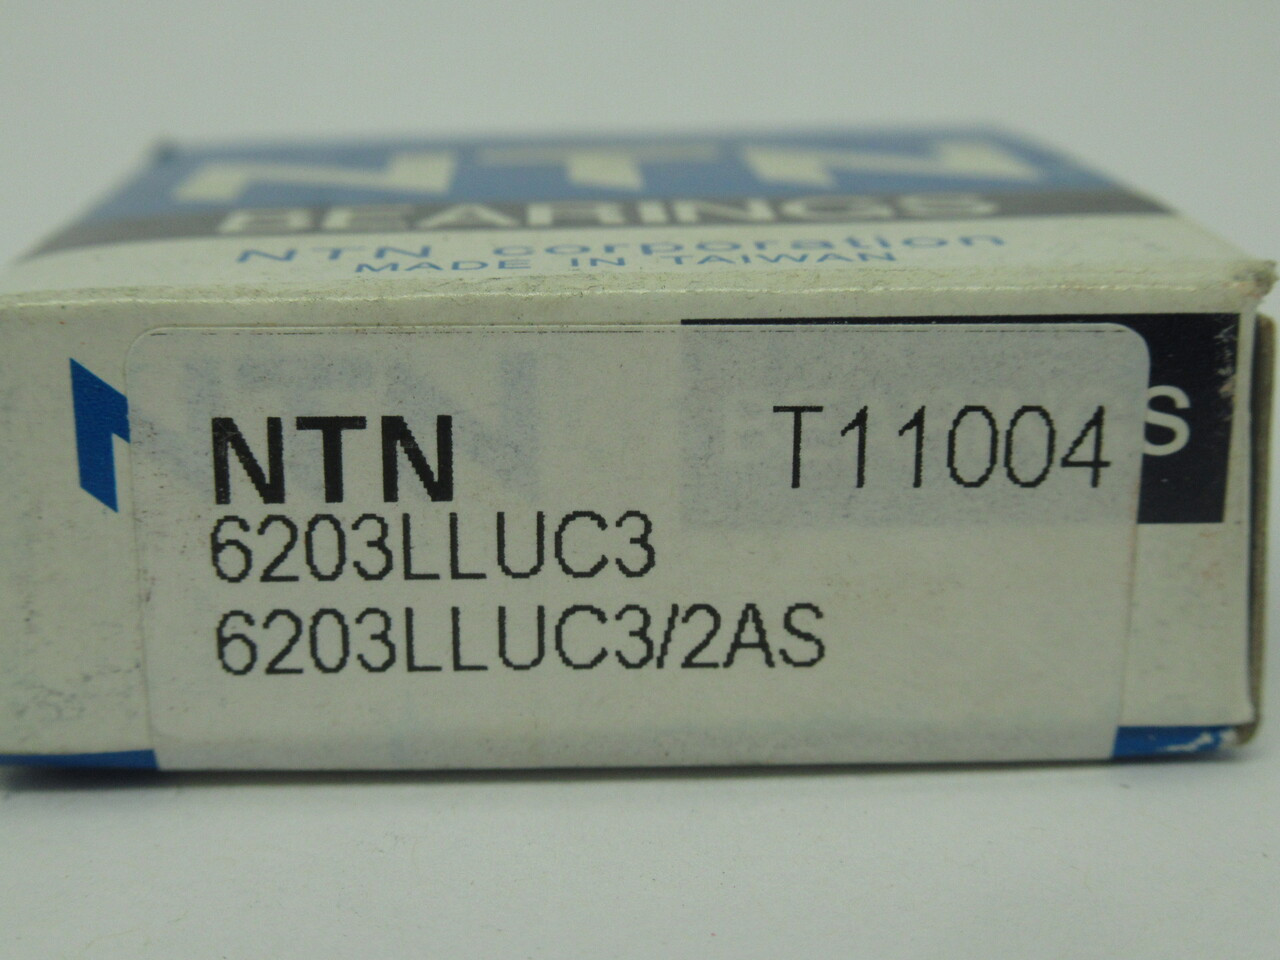 NTN
BEARINGS
NTN corporation
MADE IN TAIWAN
NTN T11004
6203LLUC3
6203LLUC3/2AS
S